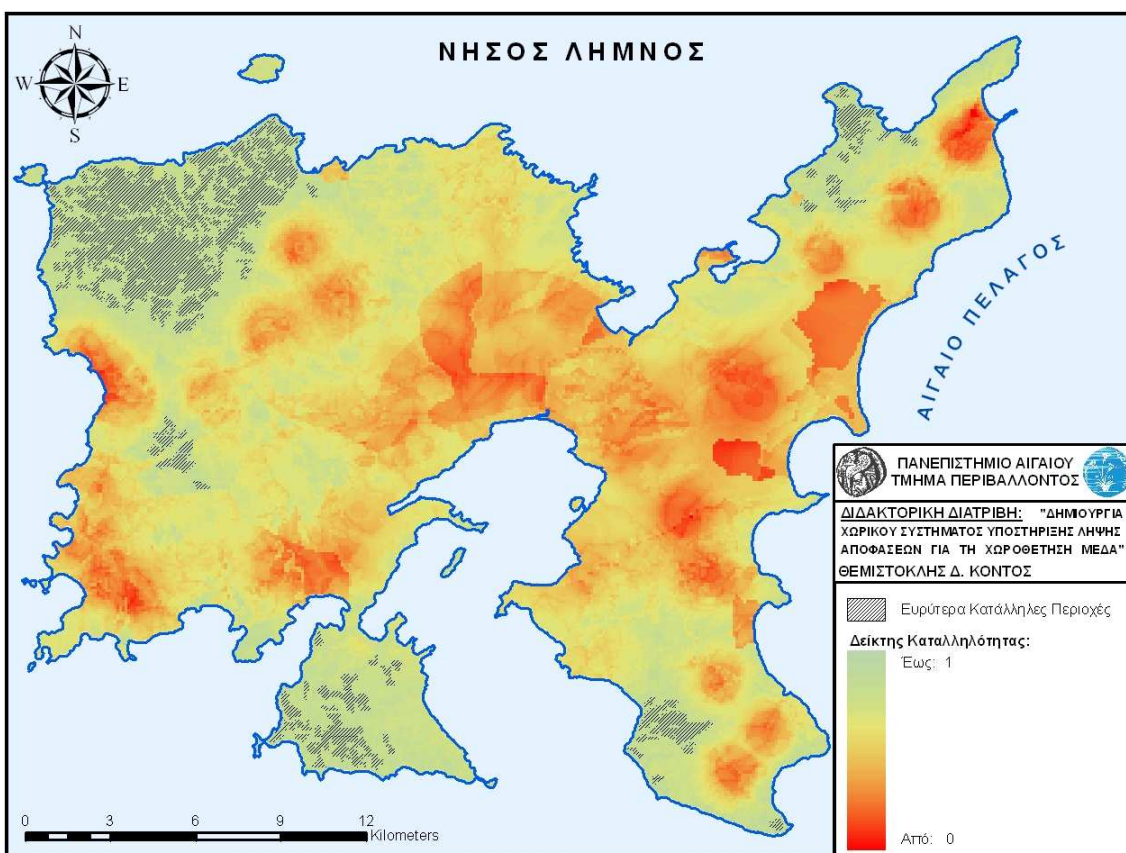 ΝΗΣΟΣ ΛΗΜΝΟΣ
N
W E
S
ΑΙΓΑΙΟ ΠΕΛΑΓΟΣ
ΠΑΝΕΠΙΣΤΗΜΙΟ ΑΙΓΑΙΟΥ
ΤΜΗΜΑ ΠΕΡΙΒΑΛΛΟΝΤΟΣ
ΔΙΔΑΚΤΟΡΙΚΗ ΔΙΑΤΡΙΒΗ: "ΔΗΜΙΟΥΡΓΙΑ
ΧΩΡΙΚΟΥ ΣΥΣΤΗΜΑΤΟΣ ΥΠΟΣΤΗΡΙΞΗΣ ΛΗΨΗΣ
ΑΠΟΦΑΣΕΩΝ ΓΙΑ ΤΗ ΧΩΡΟΘΕΤΗΣΗ ΜΕΔΑ"
ΘΕΜΙΣΤΟΚΛΗΣ Δ. ΚΟΝΤΟΣ
Ευρύτερα Κατάλληλες Περιοχές
Δείκτης Καταλληλότητας:
Έως: 1
Από: 0
0 3 6 9 12
Kilometers